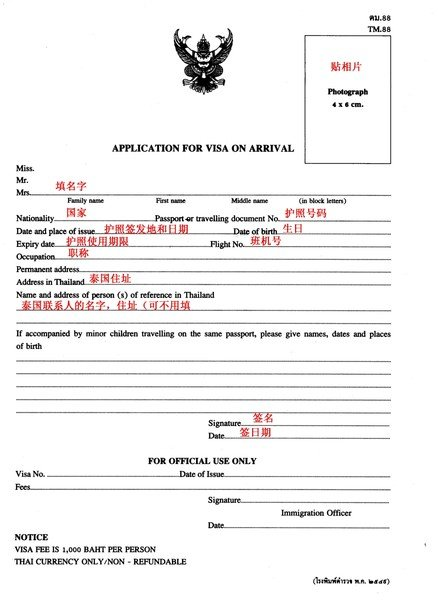 ตม.88
TM.88
贴相片
Photograph
4 x 6 cm.
APPLICATION FOR VISA ON ARRIVAL
Miss.
Mr.
Mrs. 填名字
Family name First name Middle name (in block letters)
Nationality 国家 Passport or travelling document No. 护照号码
Date and place of issue 护照签发地和日期 Date of birth 生日
Expiry date 护照使用期限 Flight No. 班机号
Occupation 职称
Permanent address
Address in Thailand 泰国住址
Name and address of person (s) of reference in Thailand
泰国联系人的名字，住址（可不用填
If accompanied by minor children travelling on the same passport, please give names, dates and places
of birth
Signature 签名
Date 签日期
FOR OFFICIAL USE ONLY
Visa No. Date of Issue
Fees
Signature
Immigration Officer
Date
NOTICE
VISA FEE IS 1,000 BAHT PER PERSON
THAI CURRENCY ONLY/NON - REFUNDABLE
(โรงพิมพ์ตำรวจ พ.ศ. ๒๕๔๕)